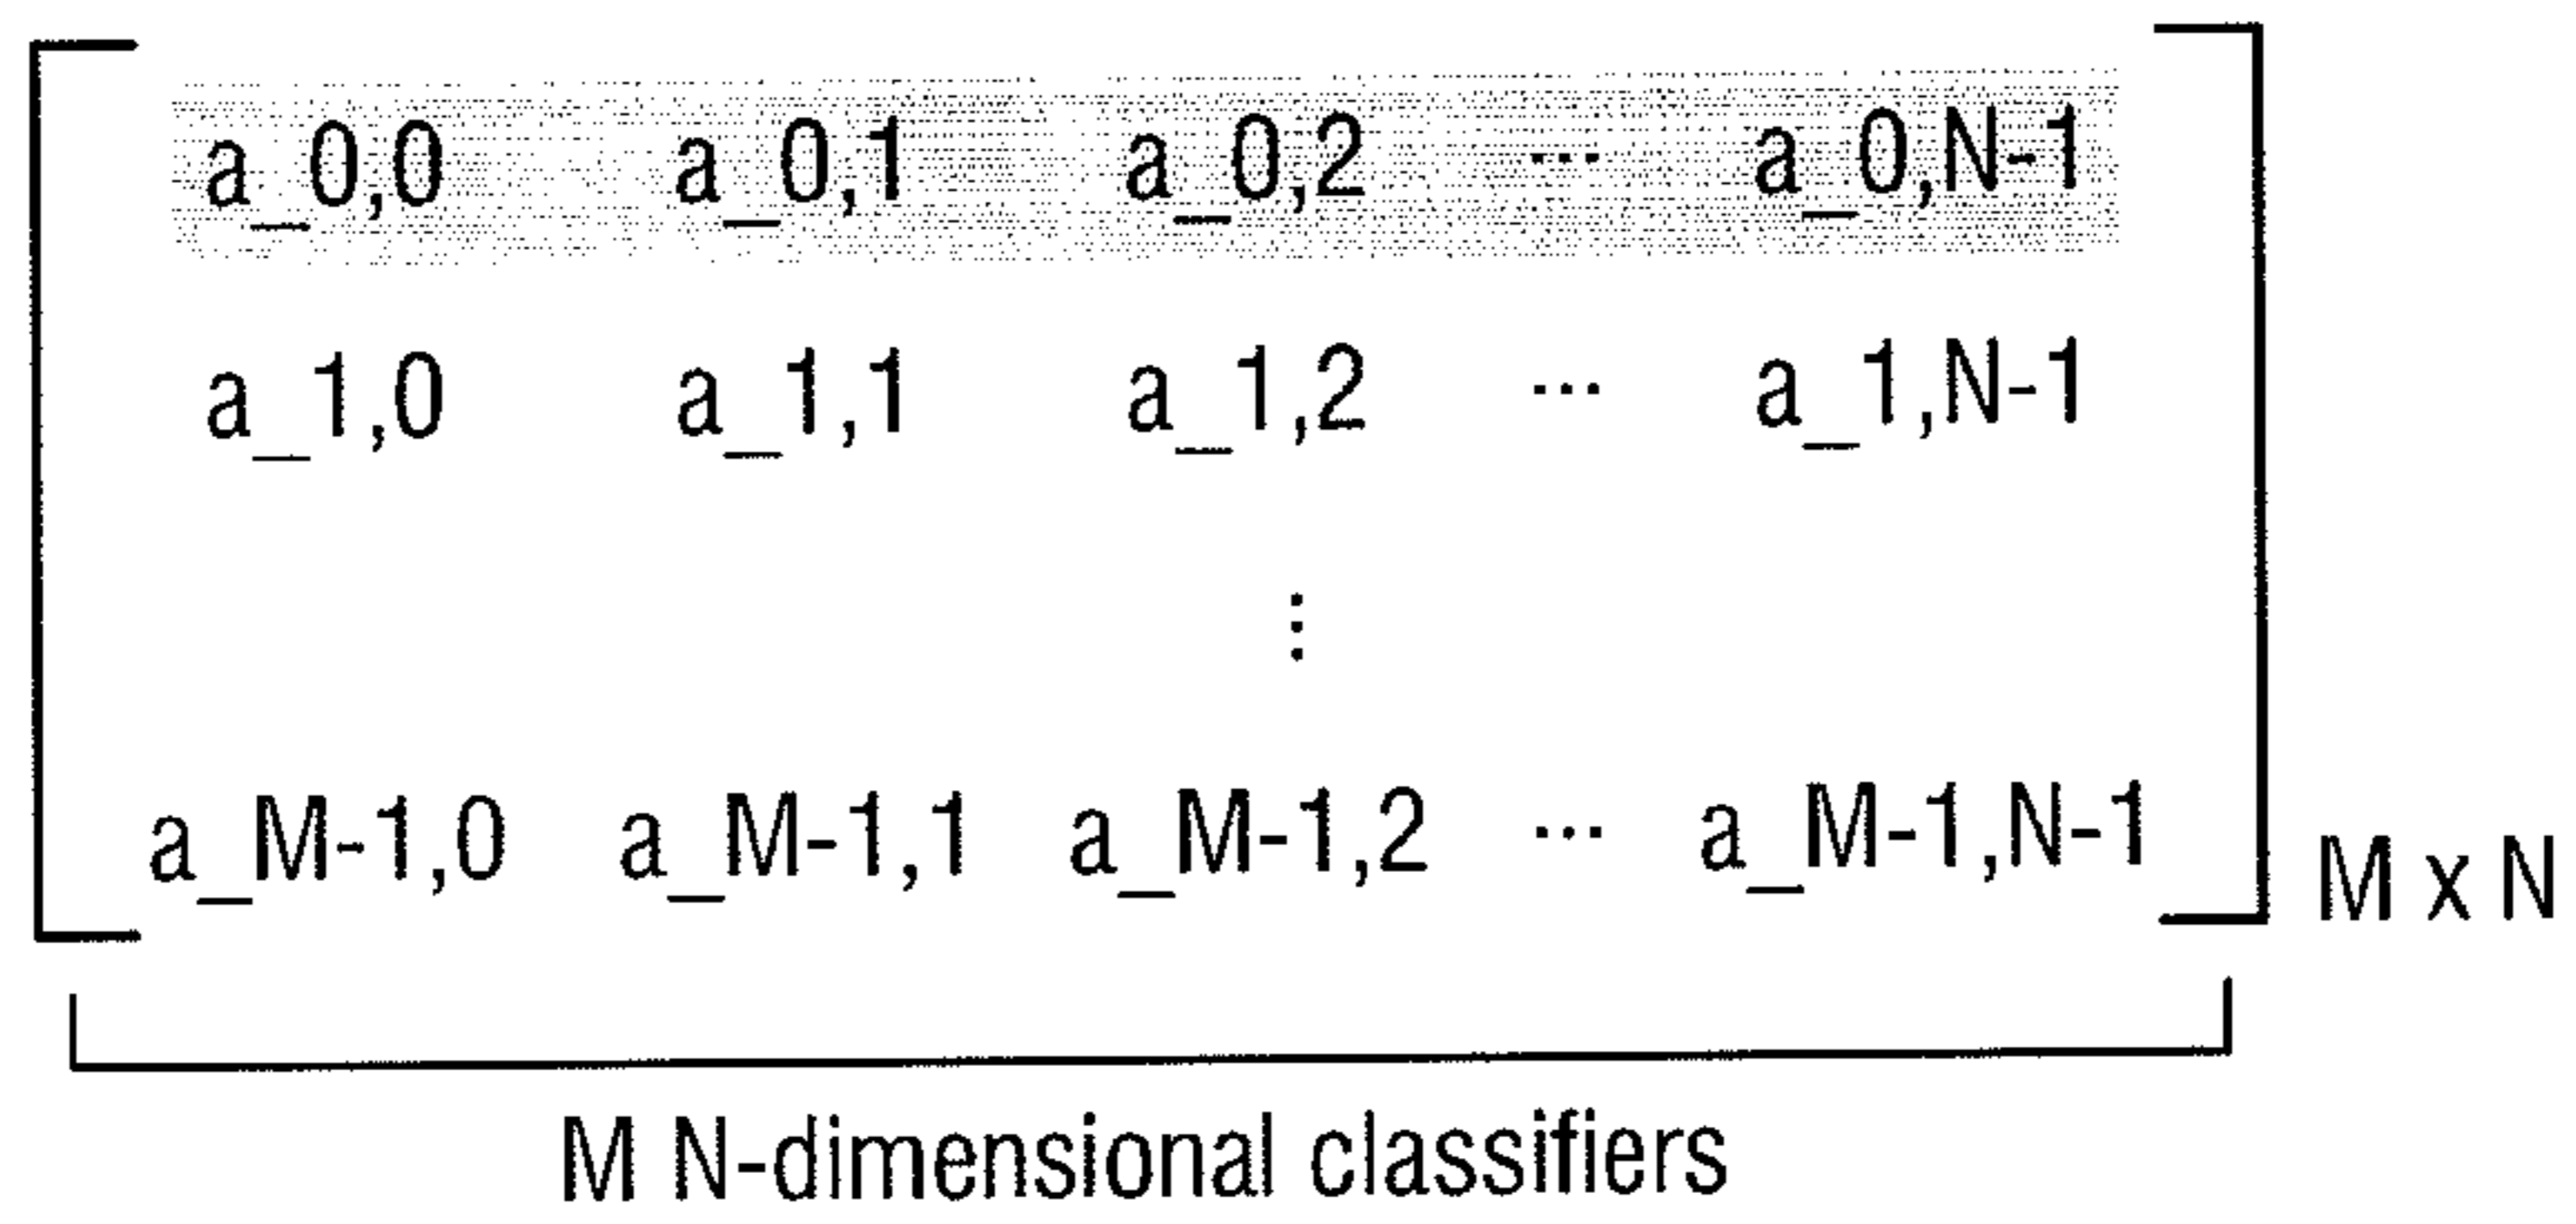 a_0,0 a_0,1 a_0,2 ... a_0,N-1
a_1,0 a_1,1 a_1,2 ... a_1,N-1
⋮
a_M-1,0 a_M-1,1 a_M-1,2 ... a_M-1,N-1
M x N
M N-dimensional classifiers